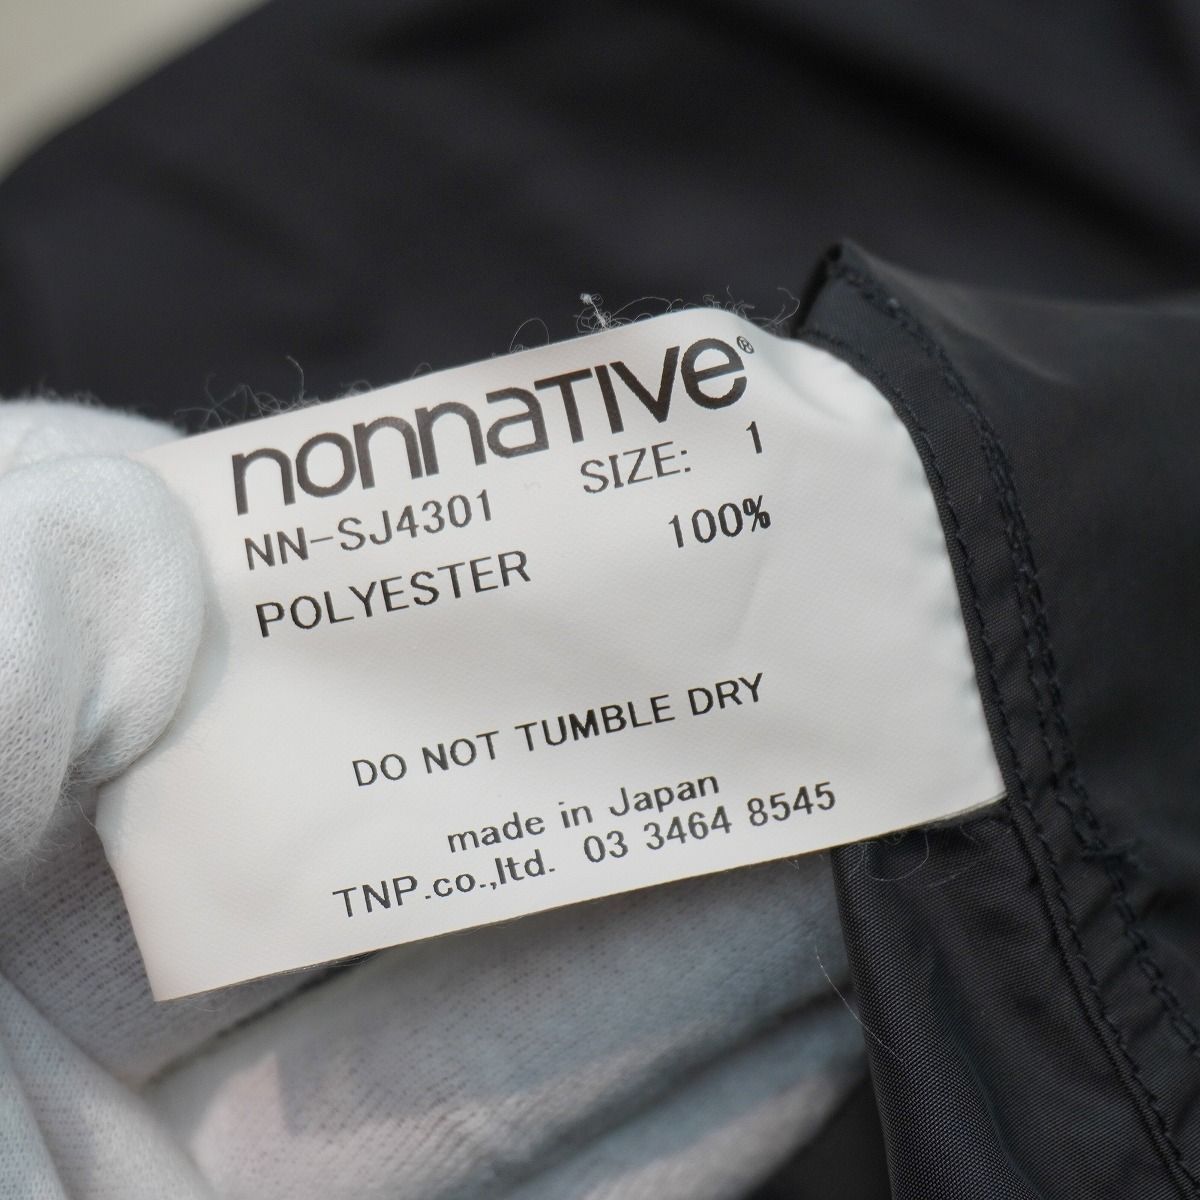 nonnaTIVe®
NN-SJ4301 SIZE: 1
POLYESTER 100%
DO NOT TUMBLE DRY
made in Japan
TNP.co.,ltd. 03 3464 8545